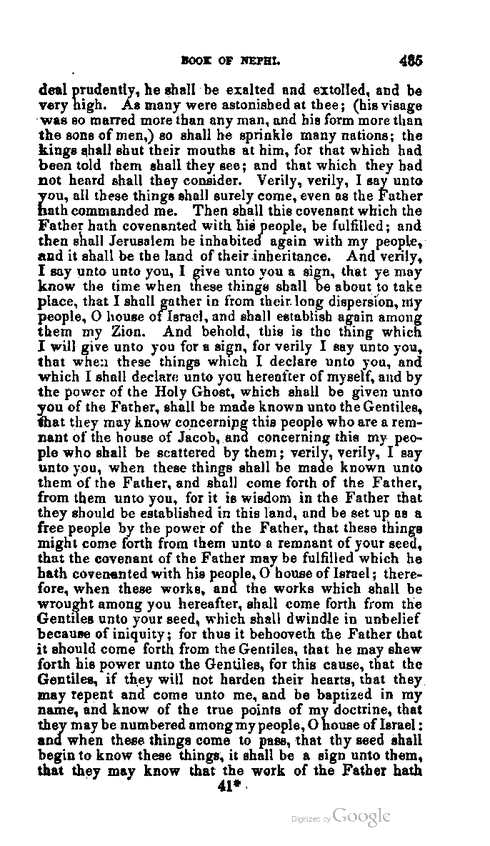 BOOK OF NEPHI. 485
deal prudently, he shall be exalted and extolled, and be
very high. As many were astonished at thee; (his visage
was so marred more than any man, and his form more than
the sons of men,) so shall he sprinkle many nations; the
kings shall shut their mouths at him, for that which had
been told them shall they see; and that which they had
not heard shall they consider. Verily, verily, I say unto
you, all these things shall surely come, even as the Father
hath commanded me. Then shall this covenant which the
Father hath covenanted with his people, be fulfilled; and
then shall Jerusalem be inhabited again with my people,
and it shall be the land of their inheritance. And verily,
I say unto unto you, I give unto you a sign, that ye may
know the time when these things shall be about to take
place, that I shall gather in from their long dispersion, my
people, O house of Israel, and shall establish again among
them my Zion. And behold, this is the thing which
I will give unto you for a sign, for verily I say unto you,
that when these things which I declare unto you, and
which I shall declare unto you hereafter of myself, and by
the power of the Holy Ghost, which shall be given unto
you of the Father, shall be made known unto the Gentiles,
that they may know concerning this people who are a rem-
nant of the house of Jacob, and concerning this my peo-
ple who shall be scattered by them; verily, verily, I say
unto you, when these things shall be made known unto
them of the Father, and shall come forth of the Father,
from them unto you, for it is wisdom in the Father that
they should be established in this land, and be set up as a
free people by the power of the Father, that these things
might come forth from them unto a remnant of your seed,
that the covenant of the Father may be fulfilled which he
hath covenanted with his people, O house of Israel; there-
fore, when these works, and the works which shall be
wrought among you hereafter, shall come forth from the
Gentiles unto your seed, which shall dwindle in unbelief
because of iniquity; for thus it behooveth the Father that
it should come forth from the Gentiles, that he may shew
forth his power unto the Gentiles, for this cause, that the
Gentiles, if they will not harden their hearts, that they
may repent and come unto me, and be baptized in my
name, and know of the true points of my doctrine, that
they may be numbered among my people, O house of Israel:
and when these things come to pass, that thy seed shall
begin to know these things, it shall be a sign unto them,
that they may know that the work of the Father hath
41*
Digitized by Google